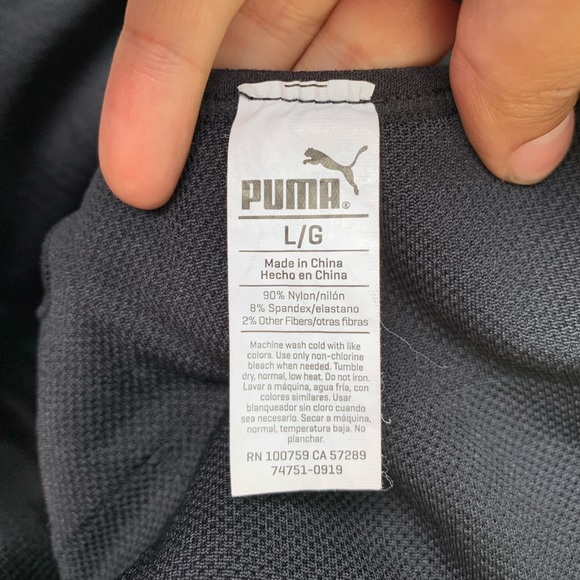 PUMA®
L/G
Made in China
Hecho en China
90% Nylon/nilón
8% Spandex/elastano
2% Other Fibers/otras fibras
Machine wash cold with like
colors. Use only non-chlorine
bleach when needed. Tumble
dry, normal, low heat. Do not iron.
Lavar a máquina, agua fría, con
colores similares. Usar
blanqueador sin cloro cuando
sea necesario. Secar a máquina,
normal, temperatura baja. No
planchar.
RN 100759 CA 57289
74751-0919